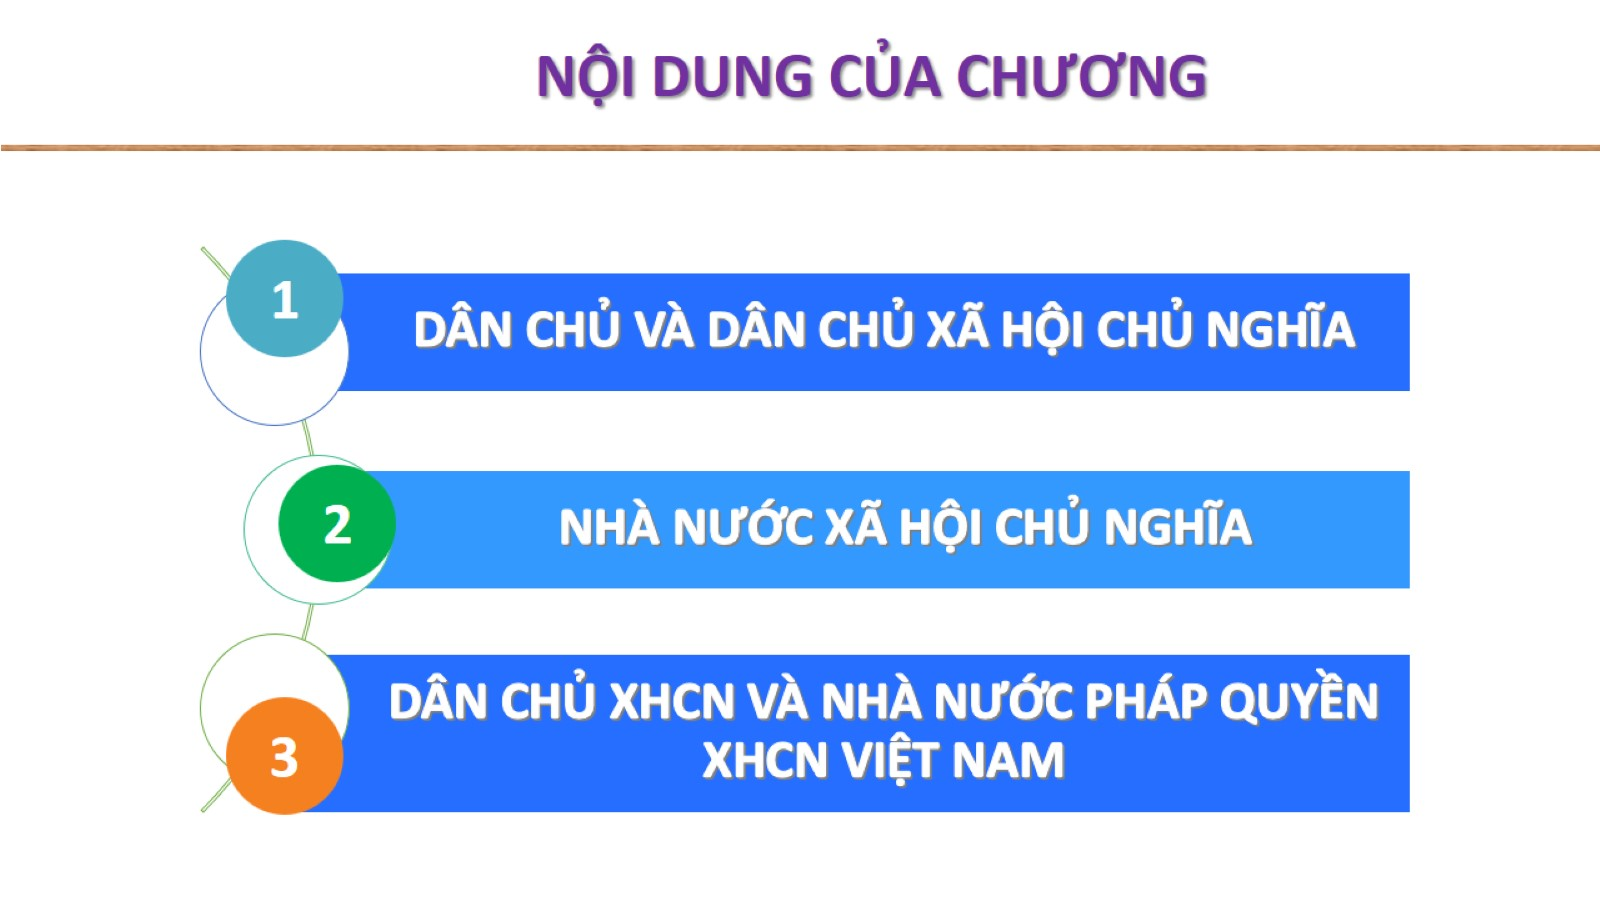 NỘI DUNG CỦA CHƯƠNG
1
DÂN CHỦ VÀ DÂN CHỦ XÃ HỘI CHỦ NGHĨA
2
NHÀ NƯỚC XÃ HỘI CHỦ NGHĨA
3
DÂN CHỦ XHCN VÀ NHÀ NƯỚC PHÁP QUYỀN
XHCN VIỆT NAM